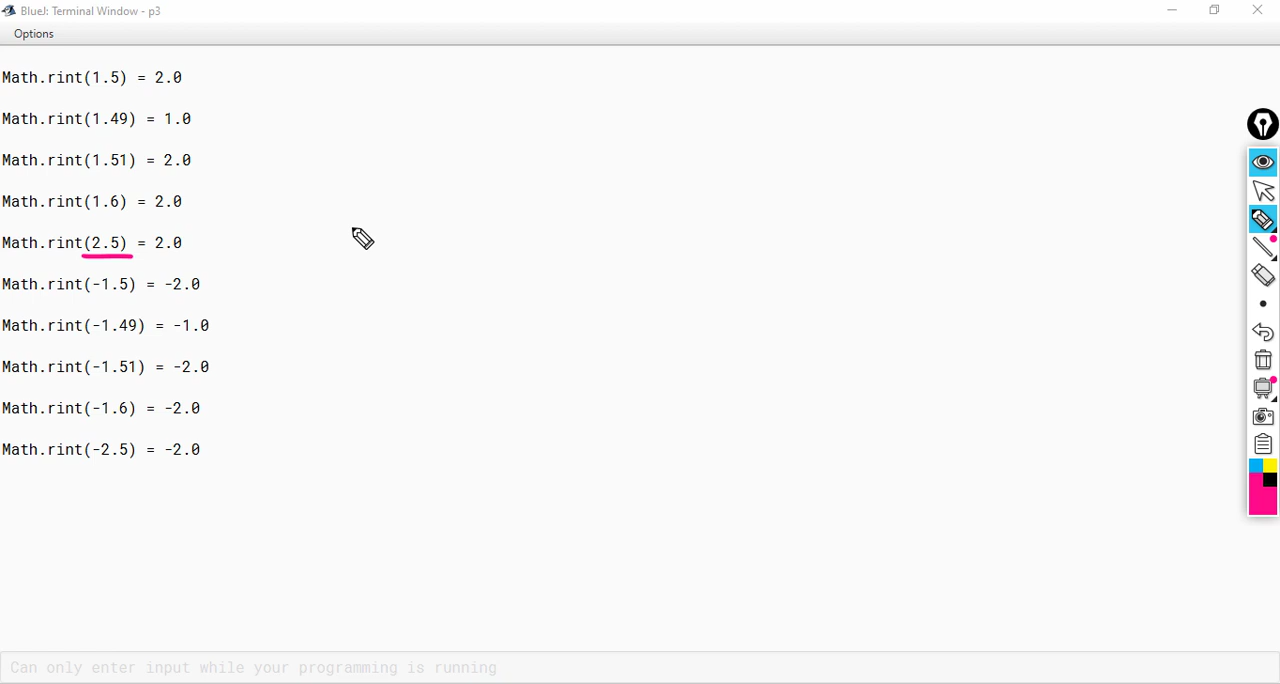 BlueJ: Terminal Window - p3
Options
Math.rint(1.5) = 2.0
Math.rint(1.49) = 1.0
Math.rint(1.51) = 2.0
Math.rint(1.6) = 2.0
Math.rint(2.5) = 2.0
Math.rint(-1.5) = -2.0
Math.rint(-1.49) = -1.0
Math.rint(-1.51) = -2.0
Math.rint(-1.6) = -2.0
Math.rint(-2.5) = -2.0
Can only enter input while your programming is running